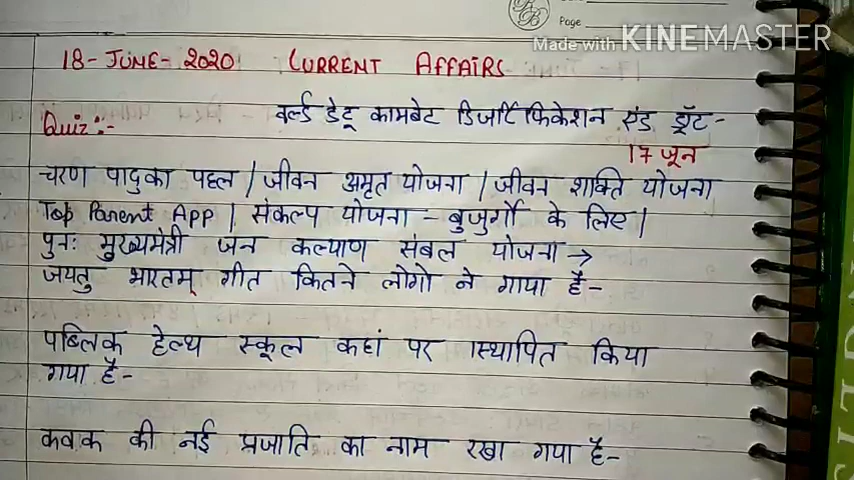 Page
Made with KINEMASTER
18-JUNE-2020 CURRENT AFFAIRS
Quiz:- वर्ल्ड डेटू कामबेट डिजर्टिफिकेशन एंड ड्रॉट-
17 जून
चरण पादुका पहल / जीवन अमृत योजना / जीवन शक्ति योजना
Top Parent App | संकल्प योजना - बुजुर्गो के लिए |
पुनः मुख्यमंत्री जन कल्याण संबल योजना →
जयतु भारतम् गीत कितने लोगो ने गाया है-
पब्लिक हेल्थ स्कूल कहां पर स्थापित किया
गया है-
कवक की नई प्रजाति का नाम रखा गया है-